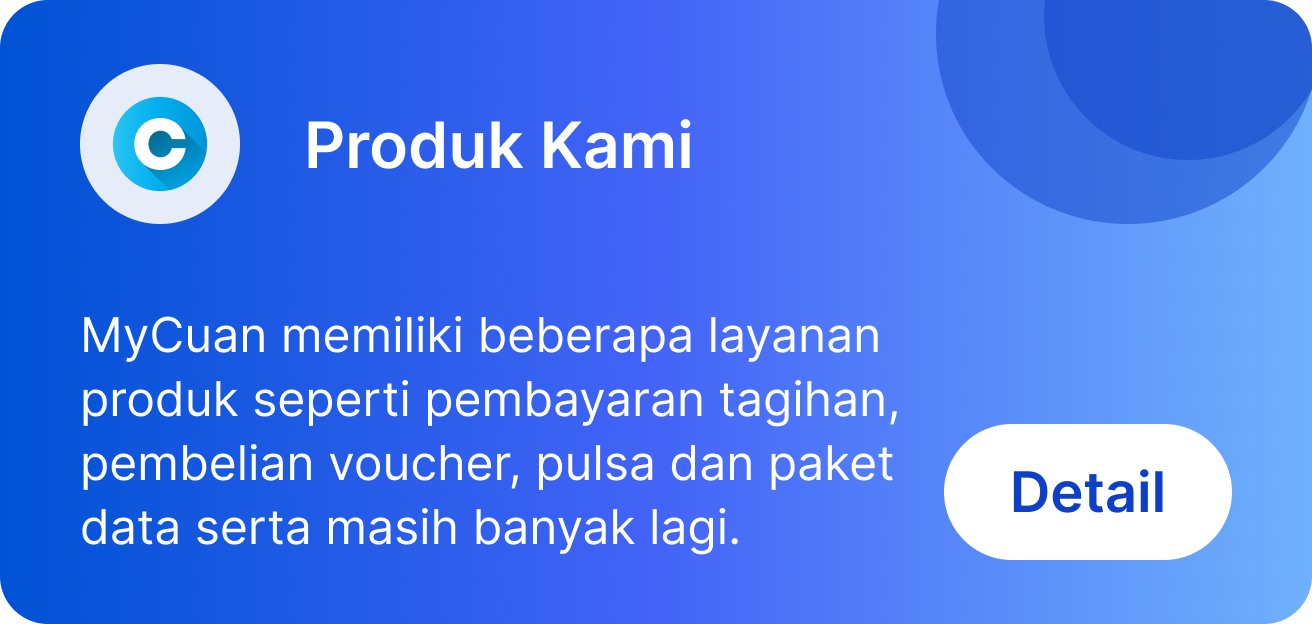 C
Produk Kami
MyCuan memiliki beberapa layanan
produk seperti pembayaran tagihan,
pembelian voucher, pulsa dan paket
data serta masih banyak lagi.
Detail